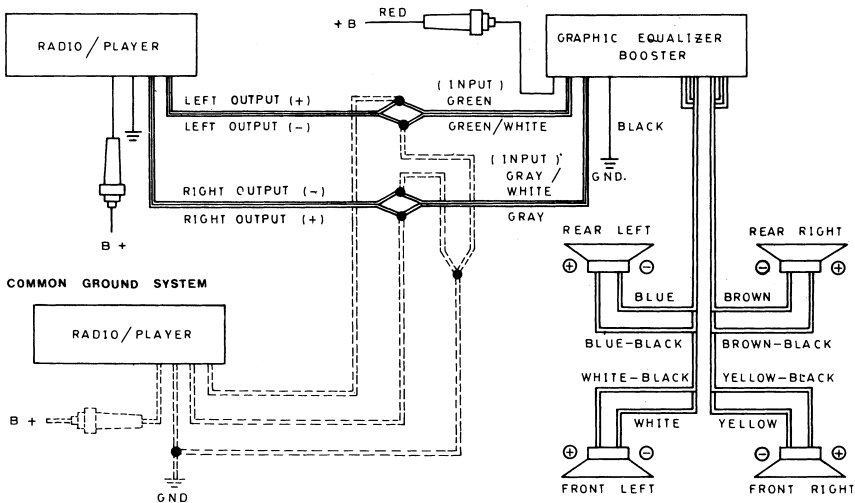 + B
RED
RADIO/PLAYER
GRAPHIC EQUALIZER
BOOSTER
(INPUT)
GREEN
LEFT OUTPUT (+)
LEFT OUTPUT (-)
GREEN/WHITE
BLACK
(INPUT)
GRAY/
WHITE
GND.
RIGHT OUTPUT (-)
RIGHT OUTPUT (+)
GRAY
B +
REAR LEFT
REAR RIGHT
+
-
-
+
COMMON GROUND SYSTEM
RADIO/PLAYER
BLUE
BROWN
BLUE-BLACK
BROWN-BLACK
WHITE-BLACK
YELLOW-BLACK
B +
WHITE
YELLOW
+
-
-
+
GND
FRONT LEFT
FRONT RIGHT